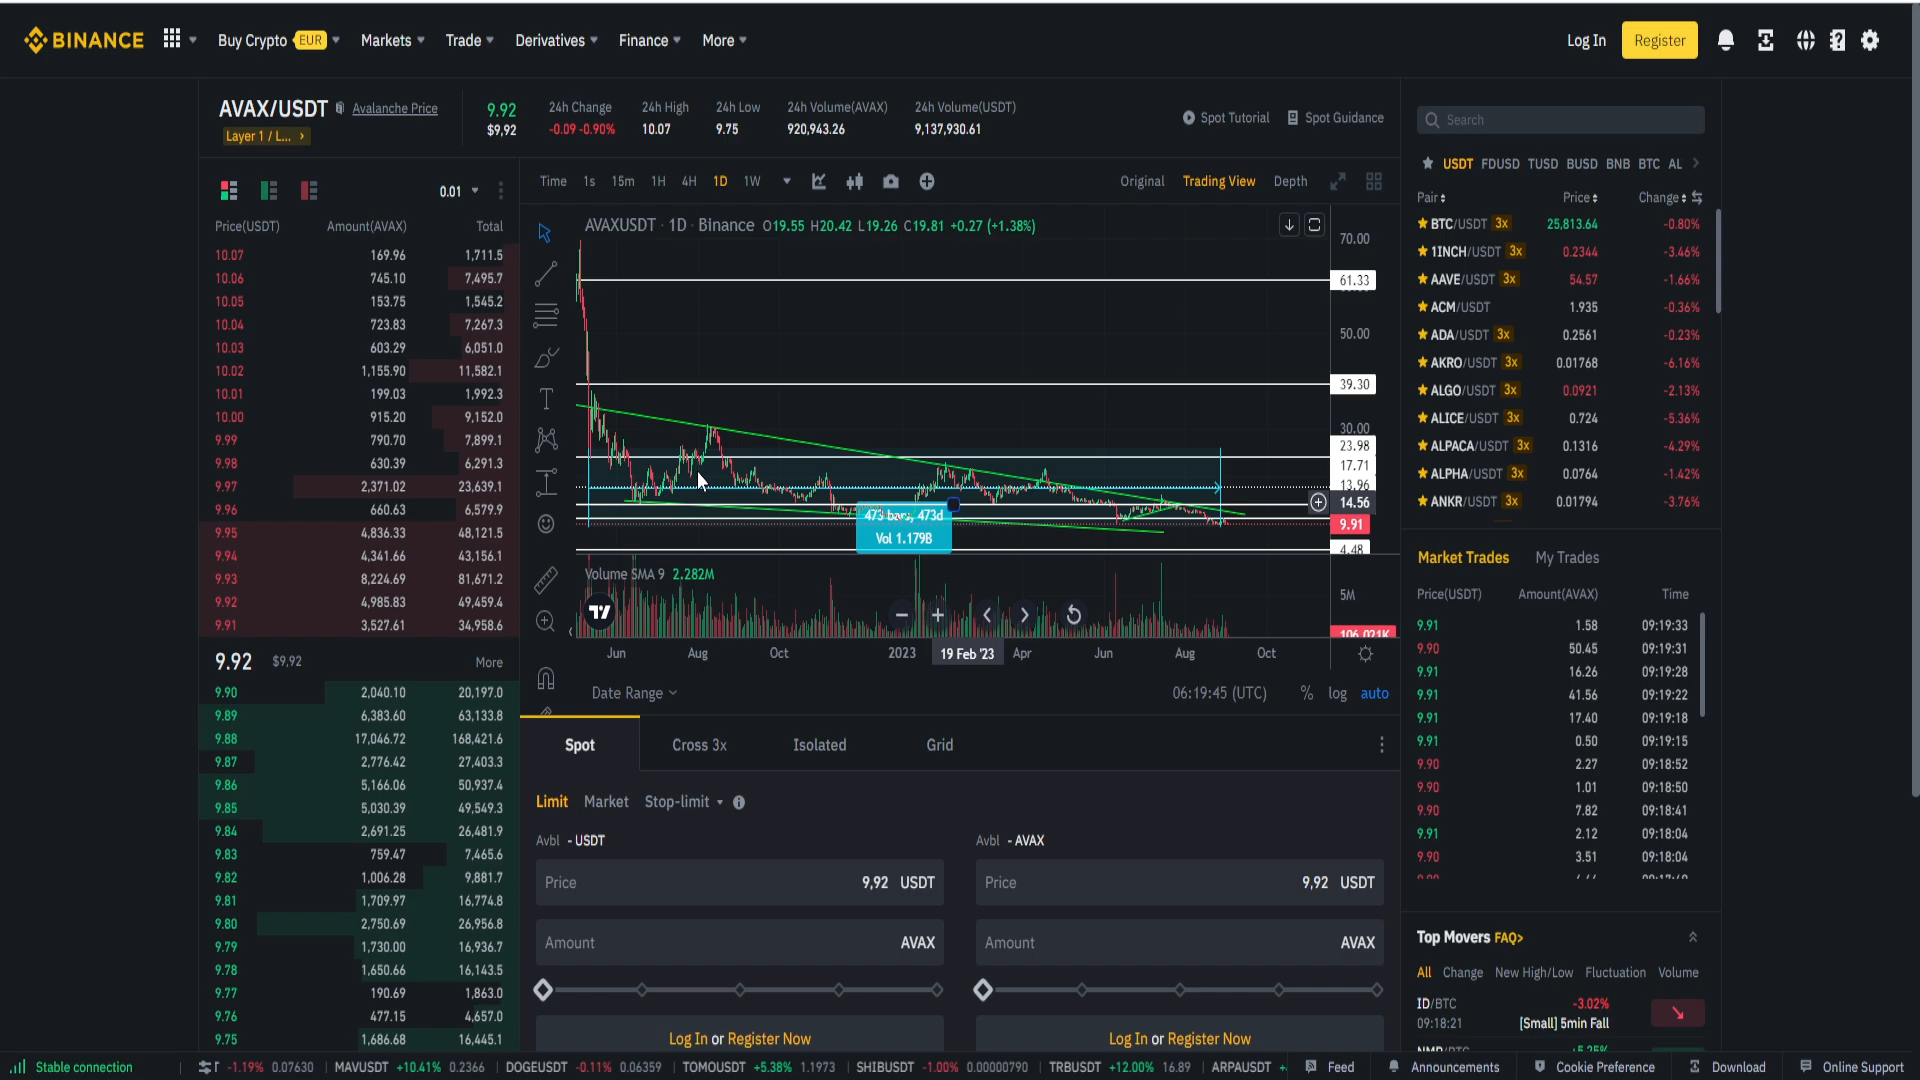 BINANCE
Buy Crypto EUR Markets Trade Derivatives Finance More
Log In Register
AVAX/USDT Avalanche Price
Layer 1 / L... ›
9.92
$9,92
24h Change
-0.09 -0.90%
24h High
10.07
24h Low
9.75
24h Volume(AVAX)
920,943.26
24h Volume(USDT)
9,137,930.61
Spot Tutorial Spot Guidance
0.01
Price(USDT) Amount(AVAX) Total
10.07 169.96 1,711.5
10.06 745.10 7,495.7
10.05 153.75 1,545.2
10.04 723.83 7,267.3
10.03 603.29 6,051.0
10.02 1,155.90 11,582.1
10.01 199.03 1,992.3
10.00 915.20 9,152.0
9.99 790.70 7,899.1
9.98 630.39 6,291.3
9.97 2,371.02 23,639.1
9.96 660.63 6,579.9
9.95 4,836.33 48,121.5
9.94 4,341.66 43,156.1
9.93 8,224.69 81,671.2
9.92 4,985.83 49,459.4
9.91 3,527.61 34,958.6
9.92 $9,92 More
9.90 2,040.10 20,197.0
9.89 6,383.60 63,133.8
9.88 17,046.72 168,421.6
9.87 2,776.42 27,403.3
9.86 5,166.06 50,937.4
9.85 5,030.39 49,549.3
9.84 2,691.25 26,481.9
9.83 759.47 7,465.6
9.82 1,006.28 9,881.7
9.81 1,709.97 16,774.8
9.80 2,750.69 26,956.8
9.79 1,730.00 16,936.7
9.78 1,650.66 16,143.5
9.77 190.69 1,863.0
9.76 477.15 4,657.0
9.75 1,686.68 16,445.1
Time 1s 15m 1H 4H 1D 1W
Original Trading View Depth
AVAXUSDT · 1D · Binance O19.55 H20.42 L19.26 C19.81 +0.27 (+1.38%)
70.00
61.33
50.00
39.30
30.00
23.98
17.71
13.96
14.56
9.91
4.48
473 bars, 473d
Vol 1.179B
Volume SMA 9 2.282M
5M
106.021K
Jun Aug Oct 2023 19 Feb '23 Apr Jun Aug Oct
Date Range 06:19:45 (UTC) % log auto
Spot Cross 3x Isolated Grid
Limit Market Stop-limit
Avbl - USDT
Price 9,92 USDT
Amount AVAX
Log In or Register Now
Avbl - AVAX
Price 9,92 USDT
Amount AVAX
Log In or Register Now
Search
USDT FDUSD TUSD BUSD BNB BTC AL
Pair Price Change
BTC/USDT 3x 25,813.64 -0.80%
1INCH/USDT 3x 0.2344 -3.46%
AAVE/USDT 3x 54.57 -1.66%
ACM/USDT 1.935 -0.36%
ADA/USDT 3x 0.2561 -0.23%
AKRO/USDT 3x 0.01768 -6.16%
ALGO/USDT 3x 0.0921 -2.13%
ALICE/USDT 3x 0.724 -5.36%
ALPACA/USDT 3x 0.1316 -4.29%
ALPHA/USDT 3x 0.0764 -1.42%
ANKR/USDT 3x 0.01794 -3.76%
Market Trades My Trades
Price(USDT) Amount(AVAX) Time
9.91 1.58 09:19:33
9.90 50.45 09:19:31
9.91 16.26 09:19:28
9.91 41.56 09:19:22
9.91 17.40 09:19:18
9.91 0.50 09:19:15
9.90 2.27 09:18:52
9.90 1.01 09:18:50
9.90 7.82 09:18:41
9.91 2.12 09:18:04
9.90 3.51 09:18:04
Top Movers FAQ>
All Change New High/Low Fluctuation Volume
ID/BTC -3.02%
09:18:21 [Small] 5min Fall
Stable connection -1.19% 0.07630 MAVUSDT +10.41% 0.2366 DOGEUSDT -0.11% 0.06359 TOMOUSDT +5.38% 1.1973 SHIBUSDT -1.00% 0.00000790 TRBUSDT +12.00% 16.89 ARPAUSDT Feed Announcements Cookie Preference Download Online Support